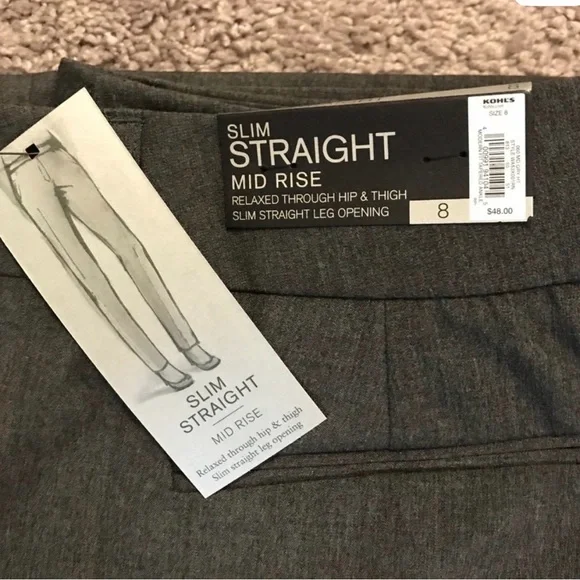 SLIM
STRAIGHT
MID RISE
RELAXED THROUGH HIP & THIGH
SLIM STRAIGHT LEG OPENING
8
KOHL'S
SIZE 8
$48.00
SLIM
STRAIGHT
MID RISE
Relaxed through hip & thigh
Slim straight leg opening